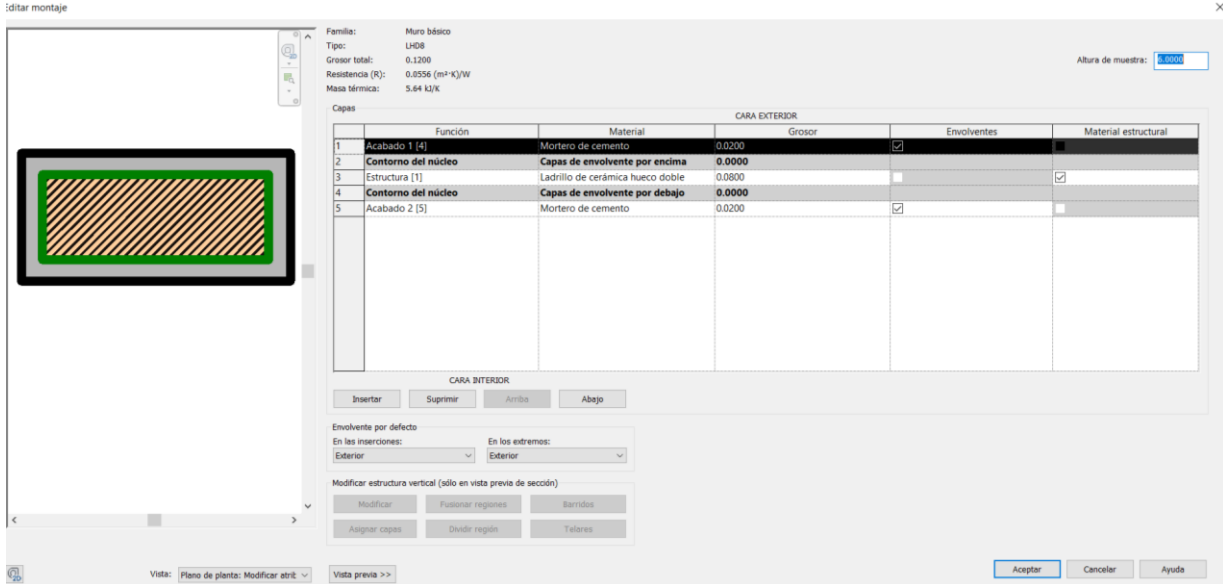 Editar montaje
Familia: Muro básico
Tipo: LHD8
Grosor total: 0.1200
Resistencia (R): 0.0556 (m²·K)/W
Masa térmica: 5.64 kJ/K
Altura de muestra: 6.0000
Capas
CARA EXTERIOR
Función Material Grosor Envolventes Material estructural
1 Acabado 1 [4] Mortero de cemento 0.0200
2 Contorno del núcleo Capas de envolvente por encima 0.0000
3 Estructura [1] Ladrillo de cerámica hueco doble 0.0800
4 Contorno del núcleo Capas de envolvente por debajo 0.0000
5 Acabado 2 [5] Mortero de cemento 0.0200
CARA INTERIOR
Insertar Suprimir Arriba Abajo
Envolvente por defecto
En las inserciones: En los extremos:
Exterior Exterior
Modificar estructura vertical (sólo en vista previa de sección)
Modificar Fusionar regiones Barridos
Asignar capas Dividir región Telares
Vista: Plano de planta: Modificar atrib Vista previa >> Aceptar Cancelar Ayuda